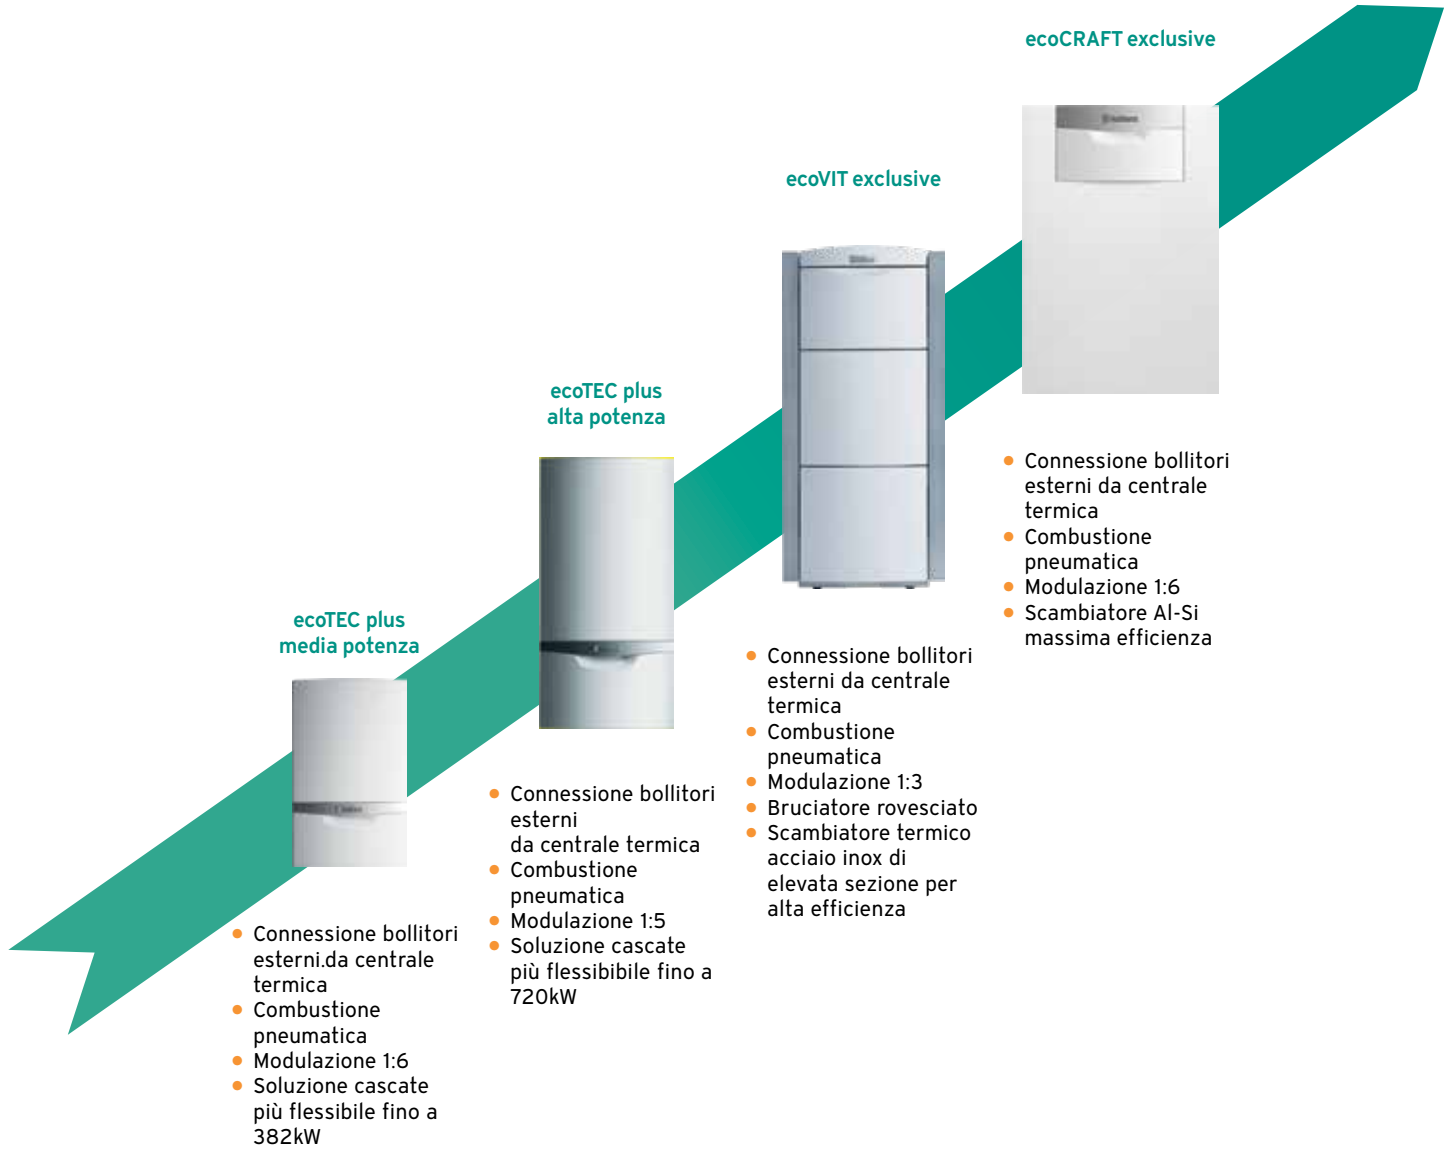 ecoCRAFT exclusive
ecoVIT exclusive
ecoTEC plus
alta potenza
ecoTEC plus
media potenza
• Connessione bollitori
esterni da centrale
termica
• Combustione
pneumatica
• Modulazione 1:6
• Scambiatore Al-Si
massima efficienza
• Connessione bollitori
esterni da centrale
termica
• Combustione
pneumatica
• Modulazione 1:3
• Bruciatore rovesciato
• Scambiatore termico
acciaio inox di
elevata sezione per
alta efficienza
• Connessione bollitori
esterni
da centrale termica
• Combustione
pneumatica
• Modulazione 1:5
• Soluzione cascate
più flessibibile fino a
720kW
• Connessione bollitori
esterni.da centrale
termica
• Combustione
pneumatica
• Modulazione 1:6
• Soluzione cascate
più flessibile fino a
382kW